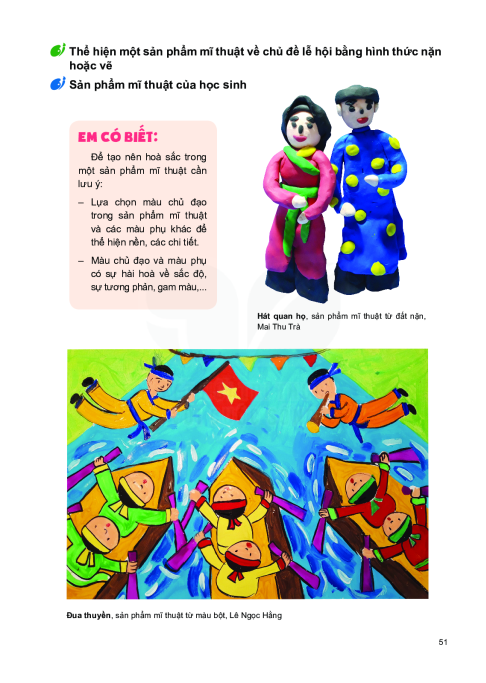 Thể hiện một sản phẩm mĩ thuật về chủ đề lễ hội bằng hình thức nặn
hoặc vẽ
Sản phẩm mĩ thuật của học sinh
EM CÓ BIẾT:
Để tạo nên hoà sắc trong
một sản phẩm mĩ thuật cần
lưu ý:
– Lựa chọn màu chủ đạo
trong sản phẩm mĩ thuật
và các màu phụ khác để
thể hiện nền, các chi tiết.
– Màu chủ đạo và màu phụ
có sự hài hoà về sắc độ,
sự tương phản, gam màu,...
Hát quan họ, sản phẩm mĩ thuật từ đất nặn,
Mai Thu Trà
Đua thuyền, sản phẩm mĩ thuật từ màu bột, Lê Ngọc Hằng
51